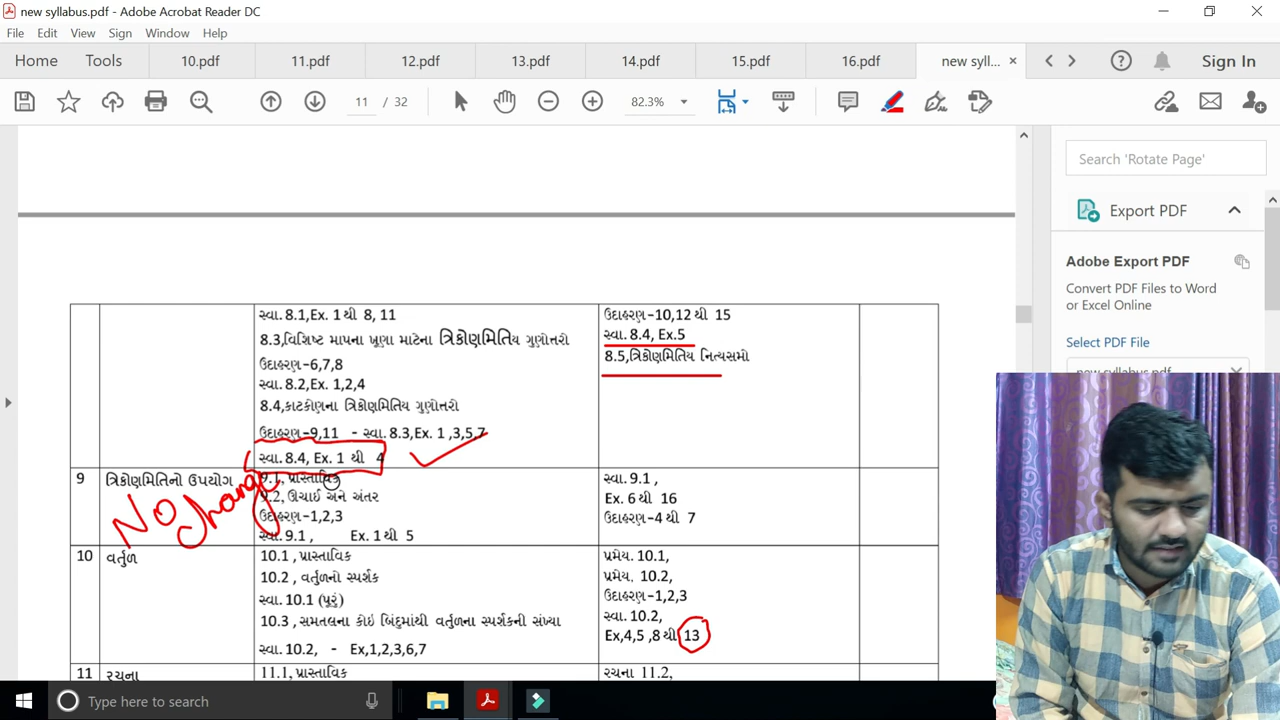 new syllabus.pdf - Adobe Acrobat Reader DC
File Edit View Sign Window Help
Home Tools 10.pdf 11.pdf 12.pdf 13.pdf 14.pdf 15.pdf 16.pdf new syll... Sign In
11 / 32 82.3%
Search 'Rotate Page'
Export PDF
Adobe Export PDF
Convert PDF Files to Word
or Excel Online
Select PDF File
new syllabus.pdf
સ્વા. 8.1,Ex. 1 થી 8, 11
8.3,વિશિષ્ટ માપના ખૂણા માટેના ત્રિકોણમિતિય ગુણોત્તરો
ઉદાહરણ-6,7,8
સ્વા. 8.2,Ex. 1,2,4
8.4,કાટકોણના ત્રિકોણમિતિય ગુણોત્તરો
ઉદાહરણ-9,11 - સ્વા. 8.3,Ex. 1 ,3,5,7
સ્વા. 8.4, Ex. 1 થી 4
ઉદાહરણ-10,12 થી 15
સ્વા. 8.4, Ex.5
8.5,ત્રિકોણમિતિય નિત્યસમો
9 ત્રિકોણમિતિનો ઉપયોગ
No change
9.1, પ્રાસ્તાવિક
9.2, ઊંચાઈ અને અંતર
ઉદાહરણ-1,2,3
સ્વા. 9.1 , Ex. 1 થી 5
સ્વા. 9.1 ,
Ex. 6 થી 16
ઉદાહરણ-4 થી 7
10 વર્તુળ
10.1, પ્રાસ્તાવિક
10.2 , વર્તુળનો સ્પર્શક
સ્વા. 10.1 (પૂરું)
10.3 , સમતલના કોઇ બિંદુમાંથી વર્તુળના સ્પર્શકની સંખ્યા
સ્વા. 10.2, - Ex,1,2,3,6,7
પ્રમેય. 10.1,
પ્રમેય. 10.2,
ઉદાહરણ-1,2,3
સ્વા. 10.2,
Ex,4,5 ,8 થી 13
11 રચના
11.1, પ્રાસ્તાવિક
રચના 11.2,
Type here to search